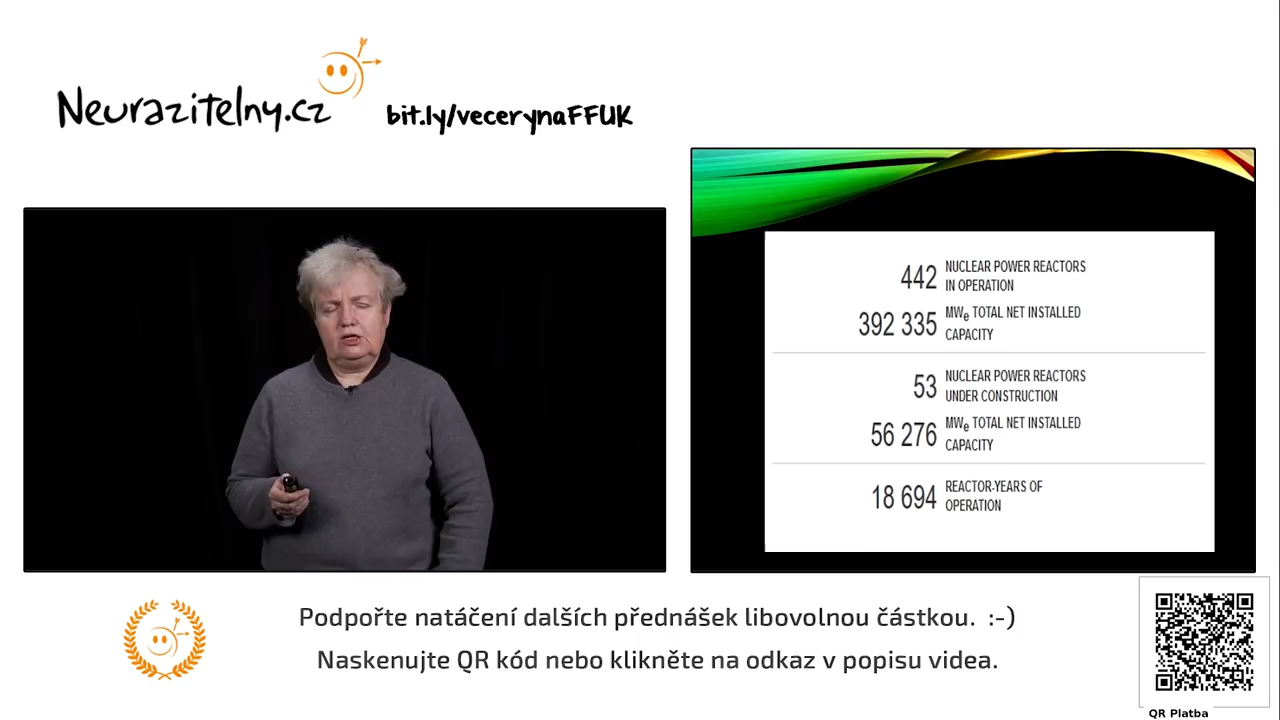 Neurazitelny.cz
bit.ly/vecerynaFFUK
442 NUCLEAR POWER REACTORS
IN OPERATION
392 335 MWe TOTAL NET INSTALLED
CAPACITY
53 NUCLEAR POWER REACTORS
UNDER CONSTRUCTION
56 276 MWe TOTAL NET INSTALLED
CAPACITY
18 694 REACTOR-YEARS OF
OPERATION
Podpořte natáčení dalších přednášek libovolnou částkou. :-)
Naskenujte QR kód nebo klikněte na odkaz v popisu videa.
QR Platba